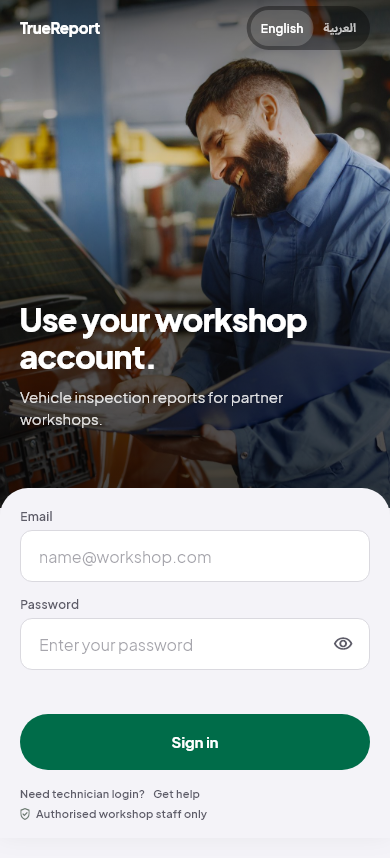 TrueReport
English
العربية
Use your workshop
account.
Vehicle inspection reports for partner
workshops.
Email
name@workshop.com
Password
Enter your password
Sign in
Need technician login? Get help
Authorised workshop staff only